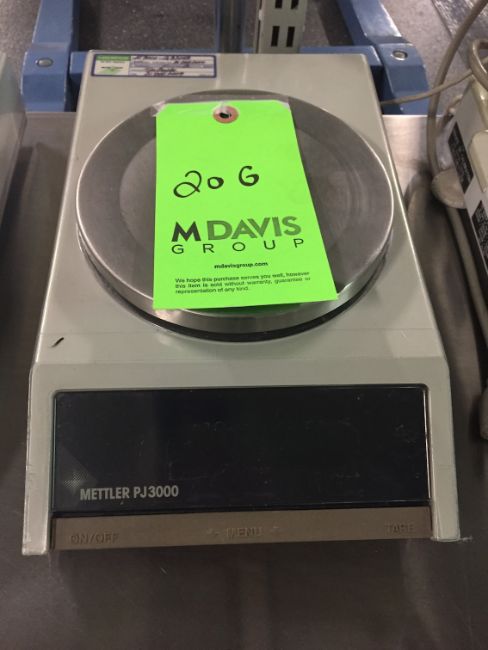 20 G
MDAVIS
GROUP
mdavisgroup.com
We hope this purchase serves you well, however
this item is sold without warranty, guarantee or
representation of any kind.
METTLER PJ3000
ON/OFF MENU TARE